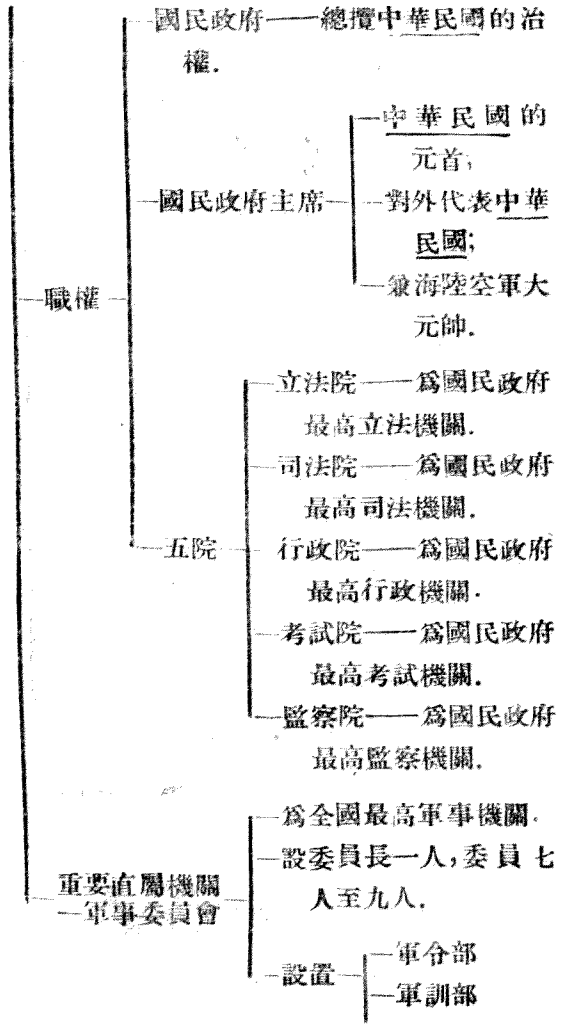 國民政府——總攬中華民國的治
權.
中華民國的
元首;
國民政府主席
對外代表中華
民國;
兼海陸空軍大
元帥.
職權
立法院——爲國民政府
最高立法機關.
司法院——爲國民政府
最高司法機關.
五院
行政院——爲國民政府
最高行政機關.
考試院——爲國民政府
最高考試機關.
監察院——爲國民政府
最高監察機關.
重要直屬機關
—軍事委員會
爲全國最高軍事機關.
設委員長一人,委員七
人至九人.
設置
軍令部
軍訓部